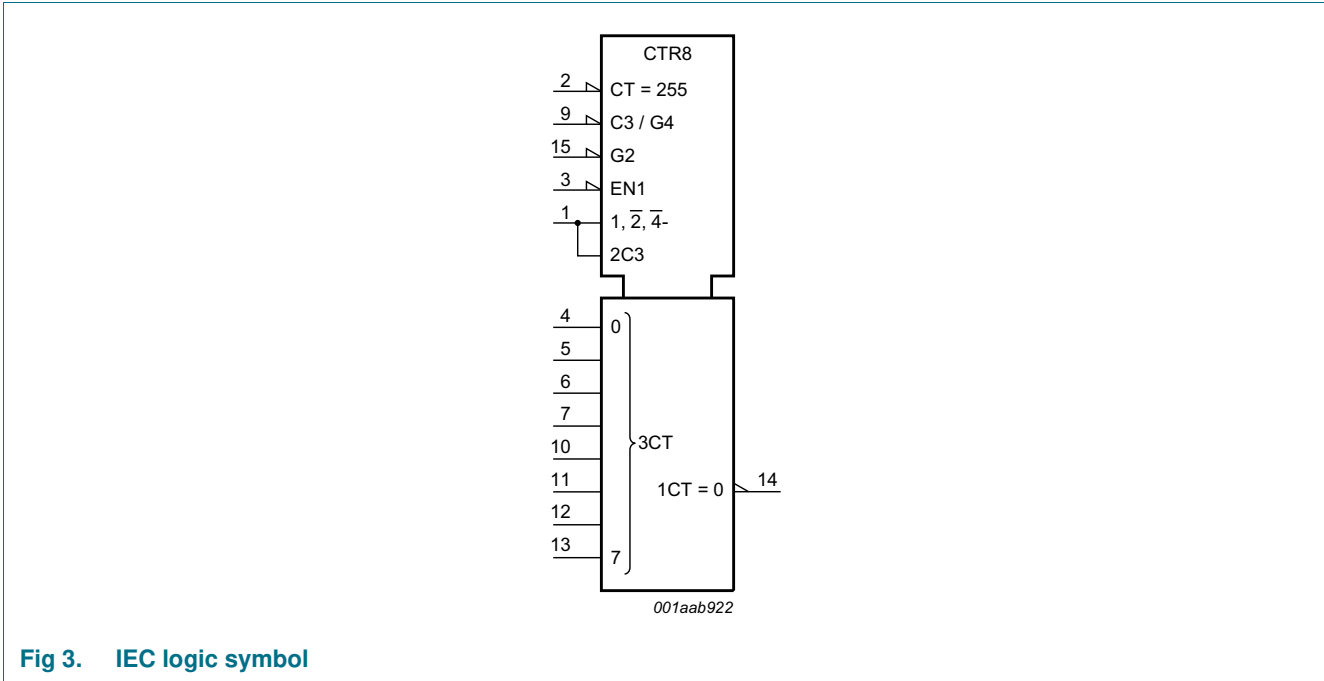 CTR8
2 CT = 255
9 C3 / G4
15 G2
3 EN1
1 1, 2̅, 4̅-
2C3
4 0
5
6
7
10 3CT
11 1CT = 0 14
12
13 7
001aab922
Fig 3. IEC logic symbol